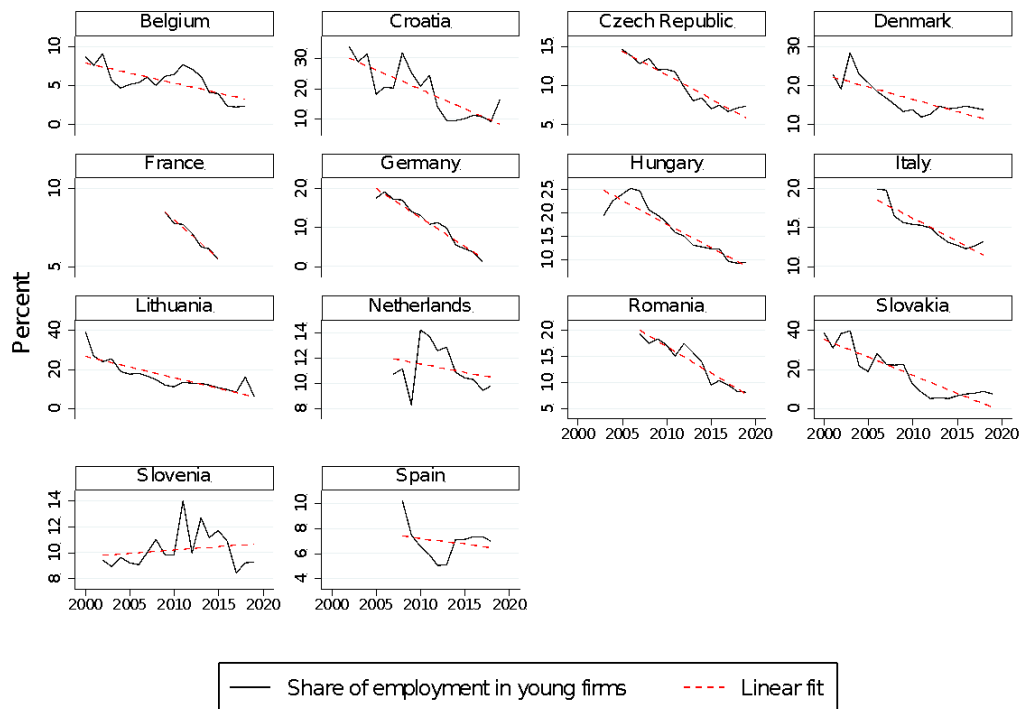 Belgium
Croatia
Czech Republic
Denmark
0 5 10
10 20 30
5 10 15
10 20 30
France
Germany
Hungary
Italy
5 10
0 10 20
10 15 20 25
10 15 20
Lithuania
Netherlands
Romania
Slovakia
0 20 40
8 10 12 14
5 10 15 20
0 20 40
2000 2005 2010 2015 2020
2000 2005 2010 2015 2020
Slovenia
Spain
8 10 12 14
4 6 8 10
2000 2005 2010 2015 2020
2000 2005 2010 2015 2020
Percent
Share of employment in young firms
Linear fit